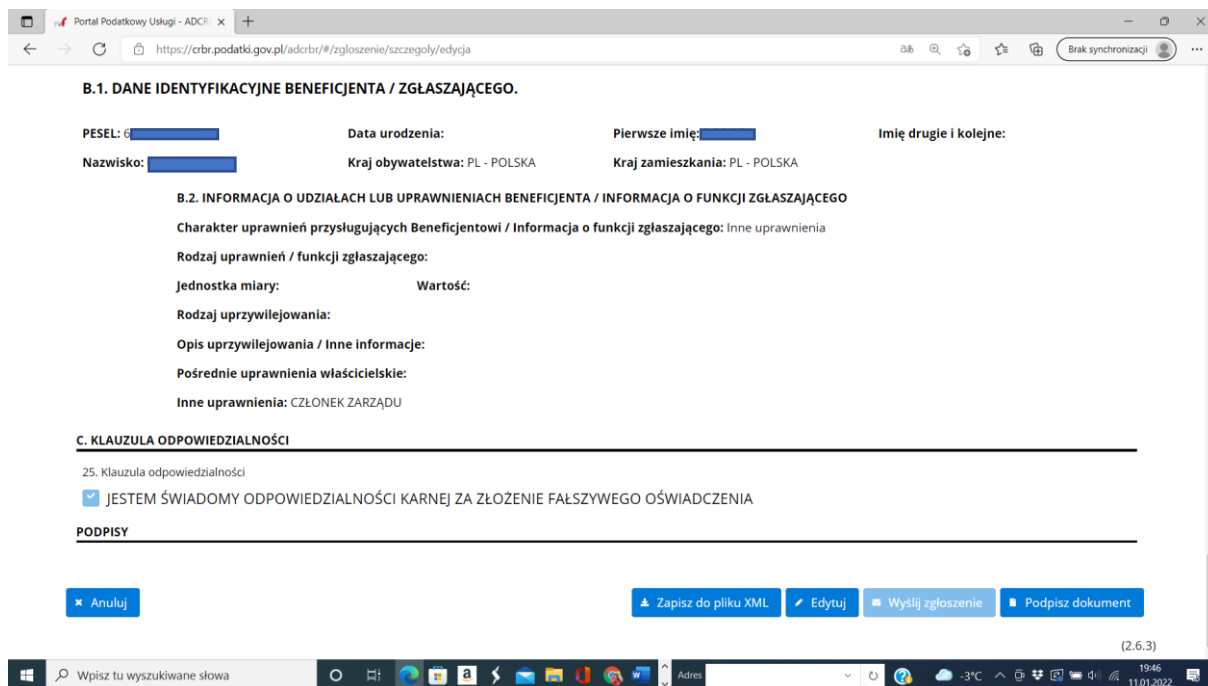 Portal Podatkowy Usługi - ADCR
https://crbr.podatki.gov.pl/adcrbr/#/zgloszenie/szczegoly/edycja
Brak synchronizacji
B.1. DANE IDENTYFIKACYJNE BENEFICJENTA / ZGŁASZAJĄCEGO.
PESEL: 6 Data urodzenia: Pierwsze imię: Imię drugie i kolejne:
Nazwisko: Kraj obywatelstwa: PL - POLSKA Kraj zamieszkania: PL - POLSKA
B.2. INFORMACJA O UDZIAŁACH LUB UPRAWNIENIACH BENEFICJENTA / INFORMACJA O FUNKCJI ZGŁASZAJĄCEGO
Charakter uprawnień przysługujących Beneficjentowi / Informacja o funkcji zgłaszającego: Inne uprawnienia
Rodzaj uprawnień / funkcji zgłaszającego:
Jednostka miary: Wartość:
Rodzaj uprzywilejowania:
Opis uprzywilejowania / Inne informacje:
Pośrednie uprawnienia właścicielskie:
Inne uprawnienia: CZŁONEK ZARZĄDU
C. KLAUZULA ODPOWIEDZIALNOŚCI
25. Klauzula odpowiedzialności
JESTEM ŚWIADOMY ODPOWIEDZIALNOŚCI KARNEJ ZA ZŁOŻENIE FAŁSZYWEGO OŚWIADCZENIA
PODPISY
Anuluj Zapisz do pliku XML Edytuj Wyślij zgłoszenie Podpisz dokument
(2.6.3)
Wpisz tu wyszukiwane słowa Adres -3°C 19:46
11.01.2022